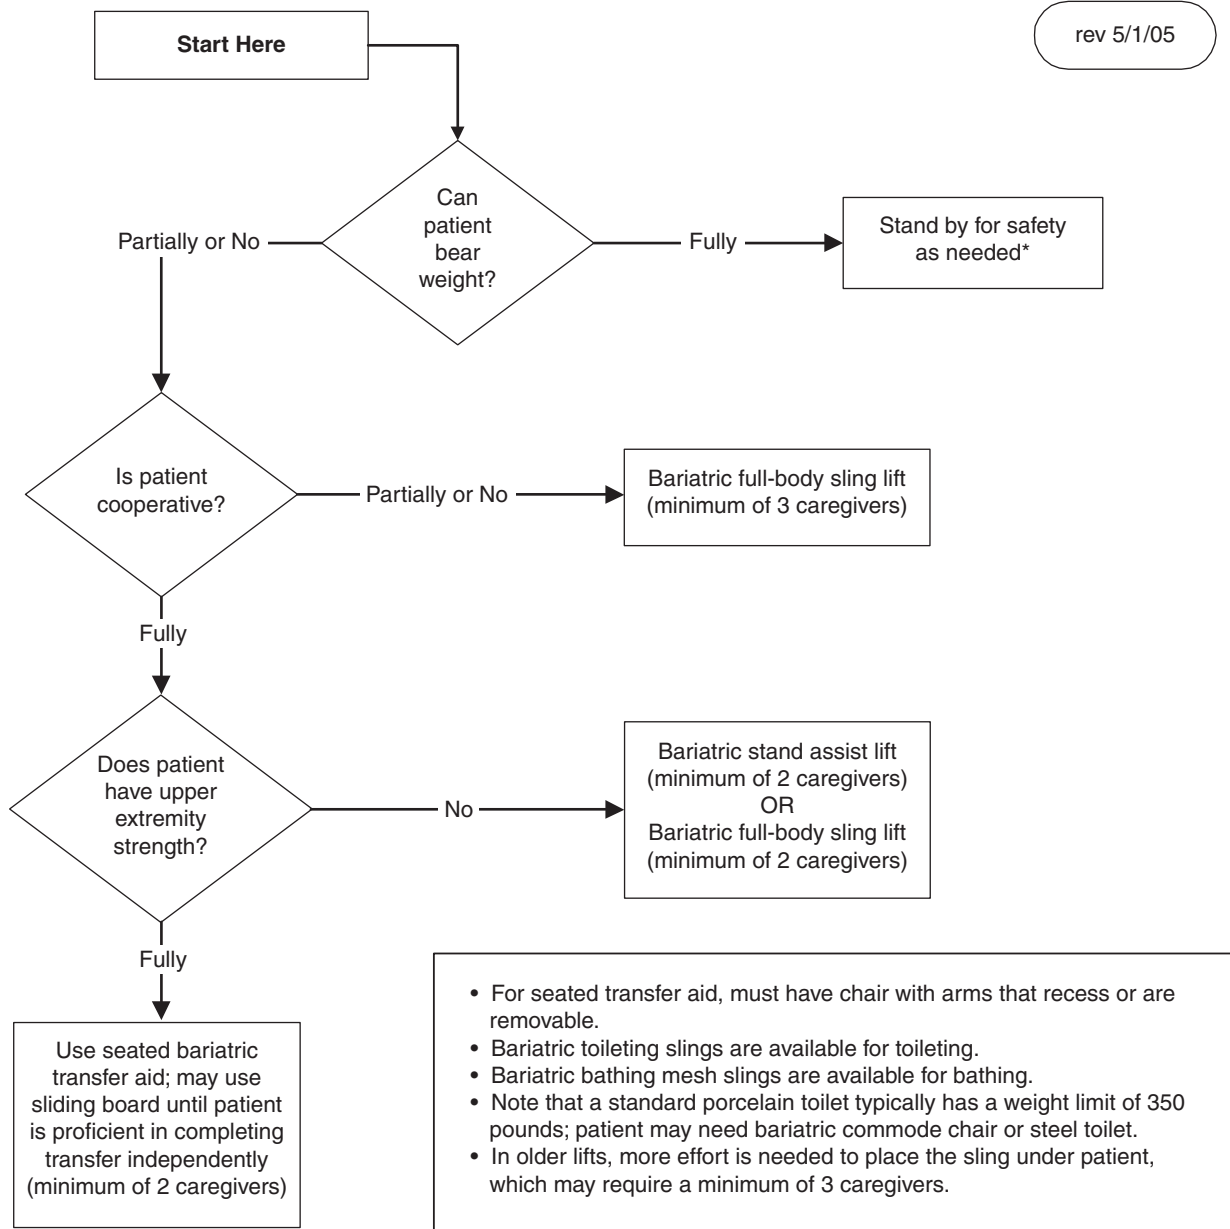 Start Here
rev 5/1/05
Can
patient
bear
weight?
Partially or No
Fully
Stand by for safety
as needed*
Is patient
cooperative?
Partially or No
Bariatric full-body sling lift
(minimum of 3 caregivers)
Fully
Does patient
have upper
extremity
strength?
No
Bariatric stand assist lift
(minimum of 2 caregivers)
OR
Bariatric full-body sling lift
(minimum of 2 caregivers)
Fully
Use seated bariatric
transfer aid; may use
sliding board until patient
is proficient in completing
transfer independently
(minimum of 2 caregivers)
• For seated transfer aid, must have chair with arms that recess or are
removable.
• Bariatric toileting slings are available for toileting.
• Bariatric bathing mesh slings are available for bathing.
• Note that a standard porcelain toilet typically has a weight limit of 350
pounds; patient may need bariatric commode chair or steel toilet.
• In older lifts, more effort is needed to place the sling under patient,
which may require a minimum of 3 caregivers.